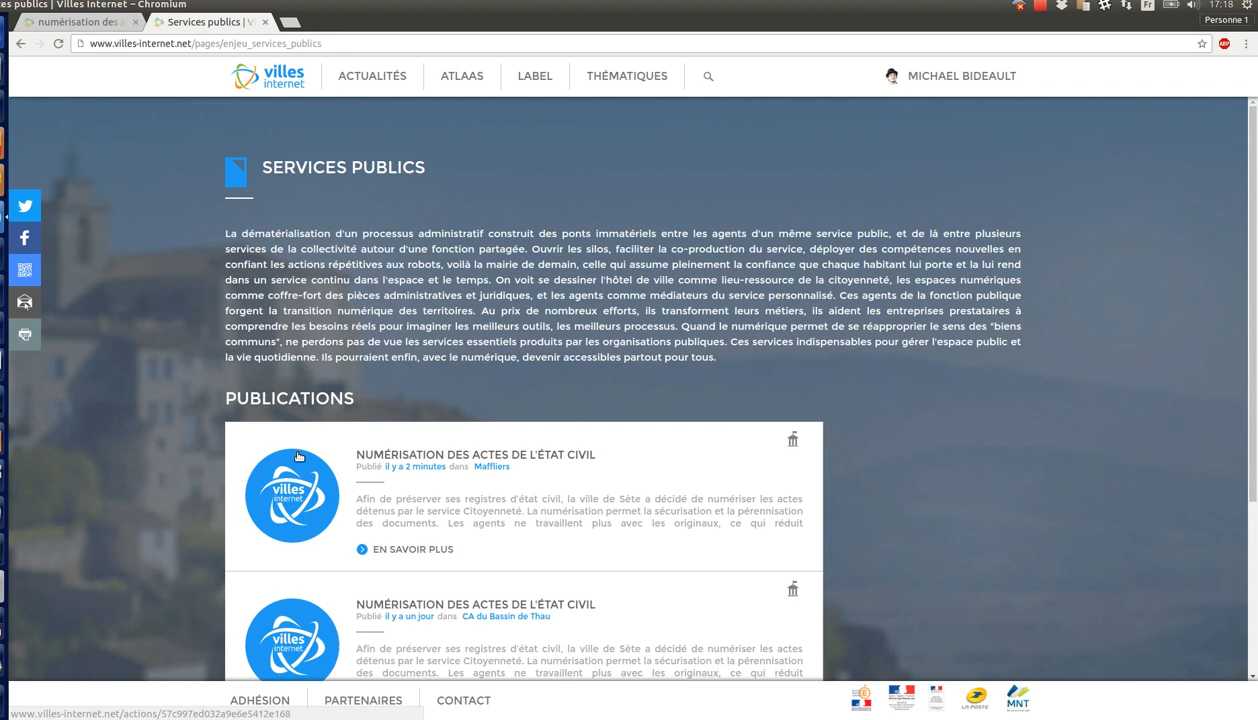 ces publics | Villes Internet – Chromium
17:18
Fr
numérisation des a
Services publics | V
Personne 1
www.villes-internet.net/pages/enjeu_services_publics
ABP
villes internet
ACTUALITÉS
ATLAAS
LABEL
THÉMATIQUES
MICHAEL BIDEAULT
SERVICES PUBLICS
La dématérialisation d'un processus administratif construit des ponts immatériels entre les agents d'un même service public, et de là entre plusieurs
services de la collectivité autour d'une fonction partagée. Ouvrir les silos, faciliter la co-production du service, déployer des compétences nouvelles en
confiant les actions répétitives aux robots, voilà la mairie de demain, celle qui assume pleinement la confiance que chaque habitant lui porte et la lui rend
dans un service continu dans l'espace et le temps. On voit se dessiner l'hôtel de ville comme lieu-ressource de la citoyenneté, les espaces numériques
comme coffre-fort des pièces administratives et juridiques, et les agents comme médiateurs du service personnalisé. Ces agents de la fonction publique
forgent la transition numérique des territoires. Au prix de nombreux efforts, ils transforment leurs métiers, ils aident les entreprises prestataires à
comprendre les besoins réels pour imaginer les meilleurs outils, les meilleurs processus. Quand le numérique permet de se réapproprier le sens des "biens
communs", ne perdons pas de vue les services essentiels produits par les organisations publiques. Ces services indispensables pour gérer l'espace public et
la vie quotidienne. Ils pourraient enfin, avec le numérique, devenir accessibles partout pour tous.
PUBLICATIONS
villes internet
NUMÉRISATION DES ACTES DE L'ÉTAT CIVIL
Publié il y a 2 minutes dans Maffliers
Afin de préserver ses registres d'état civil, la ville de Sète a décidé de numériser les actes
détenus par le service Citoyenneté. La numérisation permet la sécurisation et la pérennisation
des documents. Les agents ne travaillent plus avec les originaux, ce qui réduit
EN SAVOIR PLUS
villes internet
NUMÉRISATION DES ACTES DE L'ÉTAT CIVIL
Publié il y a un jour dans CA du Bassin de Thau
Afin de préserver ses registres d'état civil, la ville de Sète a décidé de numériser les actes
détenus par le service Citoyenneté. La numérisation permet la sécurisation et la pérennisation
des documents. Les agents ne travaillent plus avec les originaux, ce qui réduit
ADHÉSION
PARTENAIRES
CONTACT
LA POSTE
MNT
www.villes-internet.net/actions/57c997ed032a9e6e5412e168